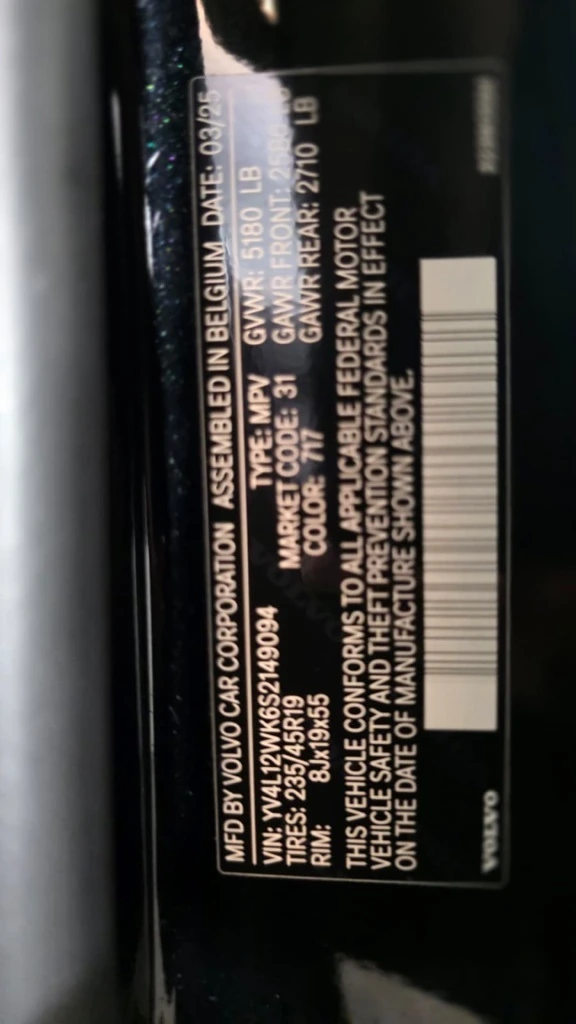 MFD BY VOLVO CAR CORPORATION ASSEMBLED IN BELGIUM DATE: 03/25
VIN: YV4L12WK6S2149094 TYPE: MPV GVWR: 5180 LB
TIRES: 235/45R19 MARKET CODE: 31 GAWR FRONT:
RIM: 8Jx19x55 COLOR: 717 GAWR REAR: 2710 LB
THIS VEHICLE CONFORMS TO ALL APPLICABLE FEDERAL MOTOR
VEHICLE SAFETY AND THEFT PREVENTION STANDARDS IN EFFECT
ON THE DATE OF MANUFACTURE SHOWN ABOVE.
VOLVO